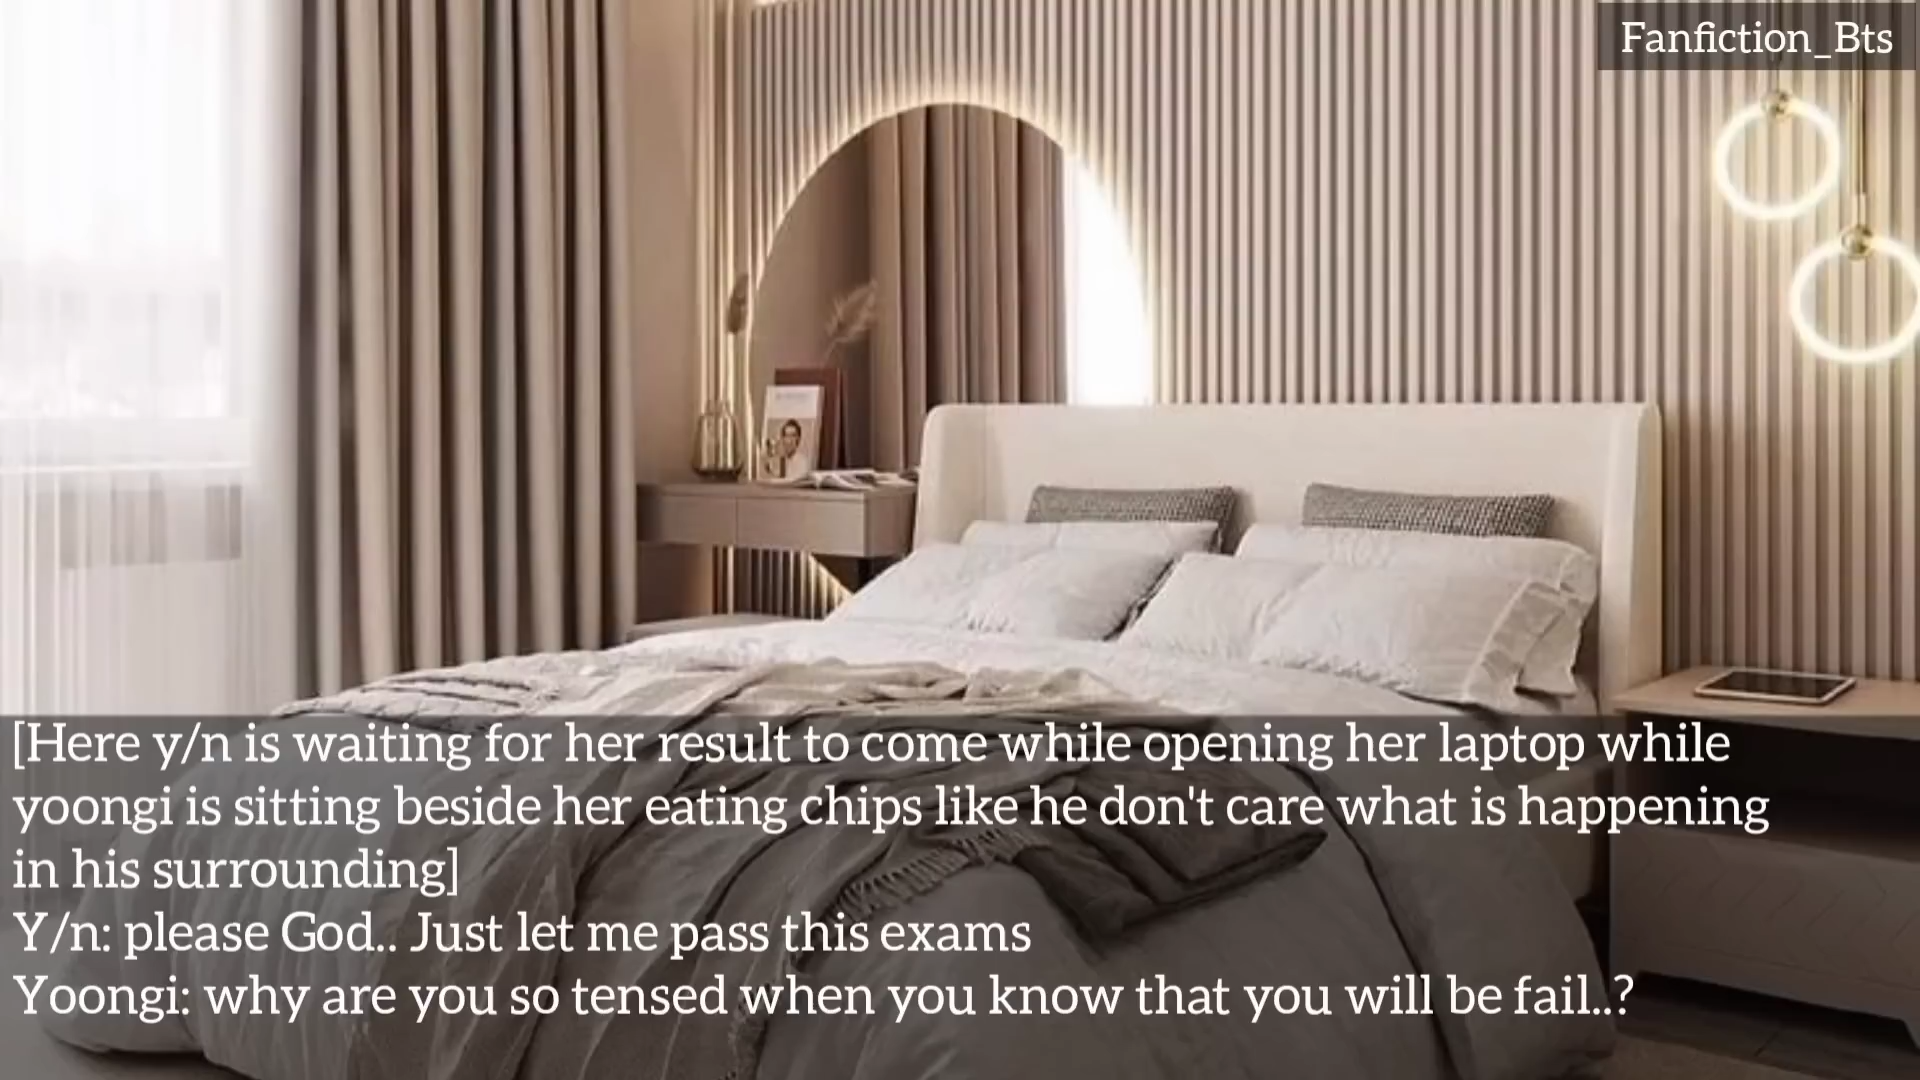 Fanfiction_Bts
[Here y/n is waiting for her result to come while opening her laptop while
yoongi is sitting beside her eating chips like he don't care what is happening
in his surrounding]
Y/n: please God.. Just let me pass this exams
Yoongi: why are you so tensed when you know that you will be fail..?